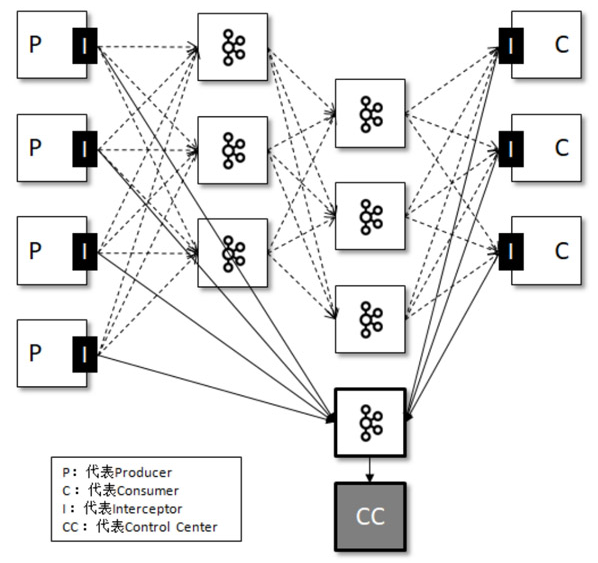 P I
I C
P I
I C
P I
I C
P I
CC
P：代表Producer
C：代表Consumer
I：代表Interceptor
CC：代表Control Center